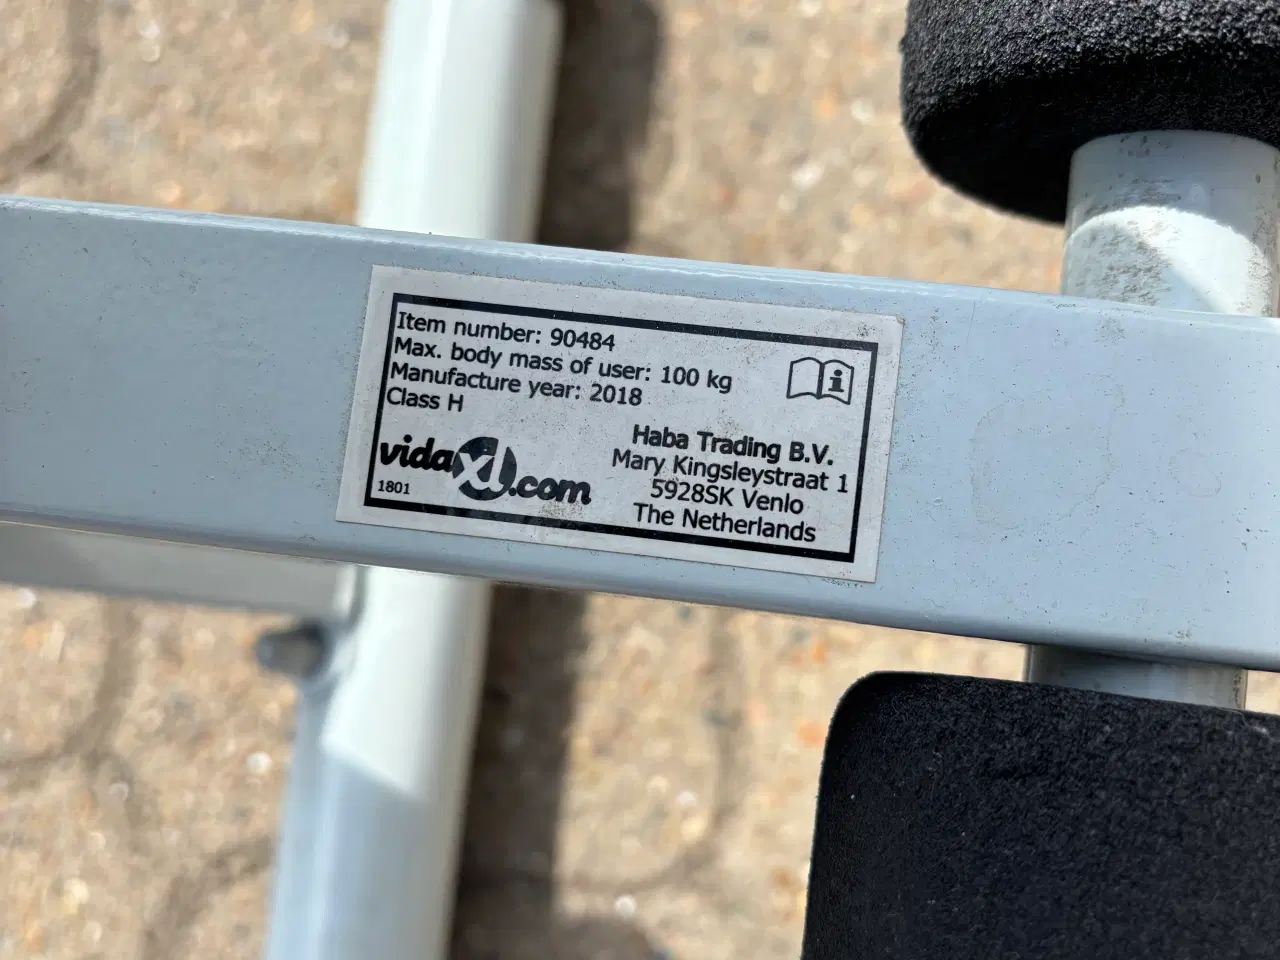 Item number: 90484
Max. body mass of user: 100 kg
Manufacture year: 2018
Class H
vidaXL.com
1801
Haba Trading B.V.
Mary Kingsleystraat 1
5928SK Venlo
The Netherlands